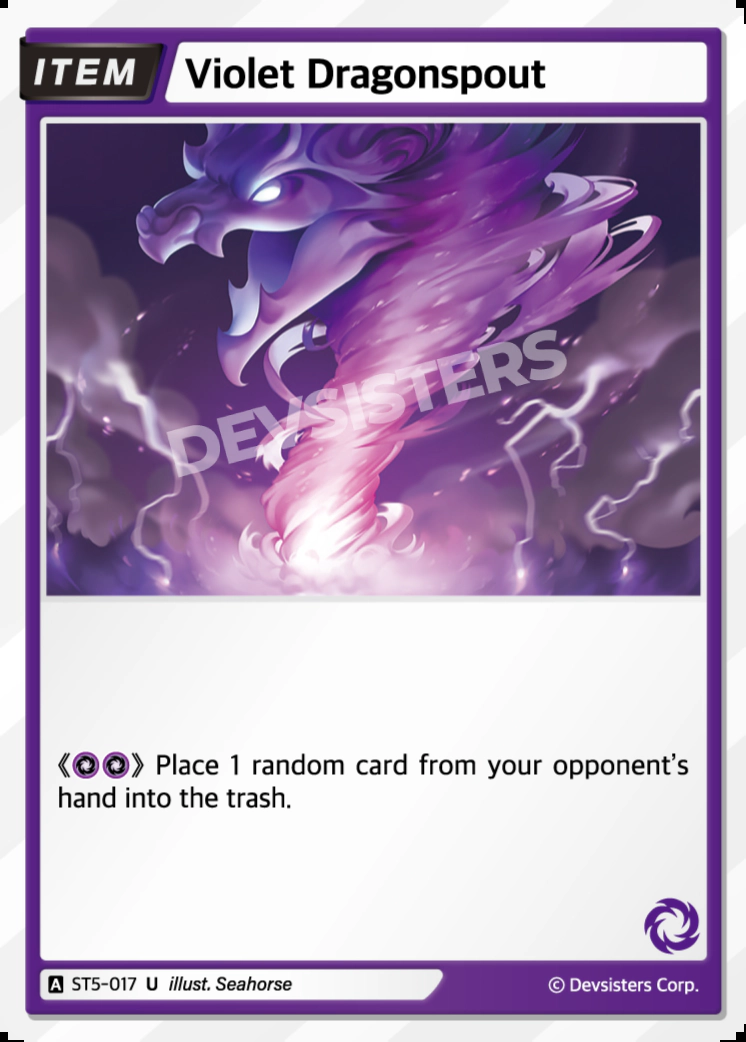 ITEM
Violet Dragonspout
DEVSISTERS
《》 Place 1 random card from your opponent's
hand into the trash.
A ST5-017 U illust. Seahorse
© Devsisters Corp.